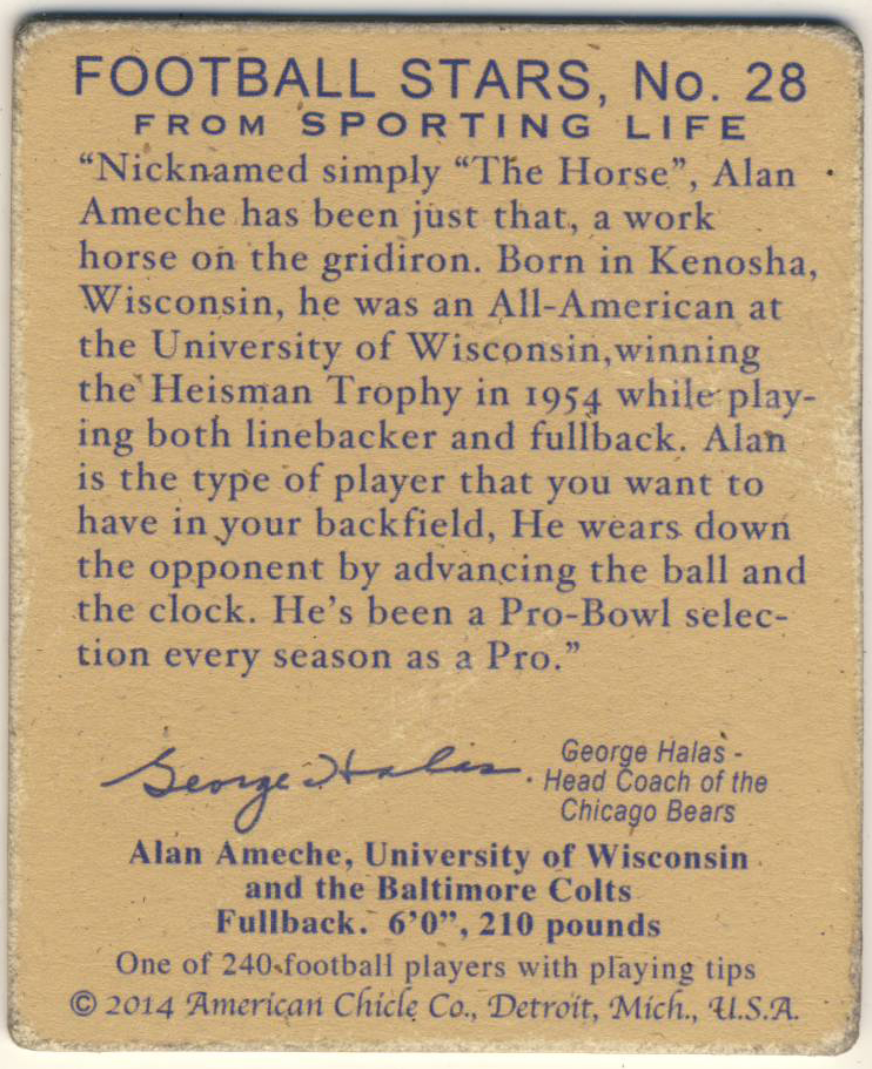 FOOTBALL STARS, No. 28
FROM SPORTING LIFE
“Nicknamed simply “The Horse”, Alan
Ameche has been just that, a work
horse on the gridiron. Born in Kenosha,
Wisconsin, he was an All-American at
the University of Wisconsin,winning
the Heisman Trophy in 1954 while play-
ing both linebacker and fullback. Alan
is the type of player that you want to
have in your backfield, He wears down
the opponent by advancing the ball and
the clock. He’s been a Pro-Bowl selec-
tion every season as a Pro.”
George Halas
George Halas -
Head Coach of the
Chicago Bears
Alan Ameche, University of Wisconsin
and the Baltimore Colts
Fullback. 6’0”, 210 pounds
One of 240 football players with playing tips
© 2014 American Chicle Co., Detroit, Mich., U.S.A.